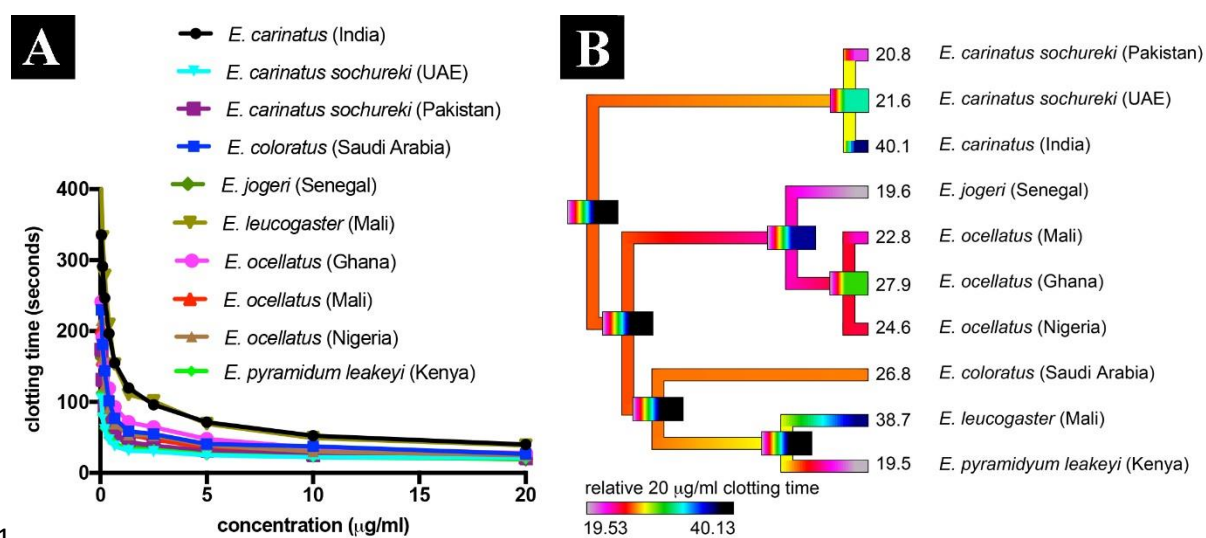 A
E. carinatus (India)
E. carinatus sochureki (UAE)
E. carinatus sochureki (Pakistan)
E. coloratus (Saudi Arabia)
E. jogeri (Senegal)
E. leucogaster (Mali)
E. ocellatus (Ghana)
E. ocellatus (Mali)
E. ocellatus (Nigeria)
E. pyramidum leakeyi (Kenya)
clotting time (seconds)
400
300
200
100
0
0 5 10 15 20
concentration (µg/ml)
B
20.8 E. carinatus sochureki (Pakistan)
21.6 E. carinatus sochureki (UAE)
40.1 E. carinatus (India)
19.6 E. jogeri (Senegal)
22.8 E. ocellatus (Mali)
27.9 E. ocellatus (Ghana)
24.6 E. ocellatus (Nigeria)
26.8 E. coloratus (Saudi Arabia)
38.7 E. leucogaster (Mali)
19.5 E. pyramidyum leakeyi (Kenya)
relative 20 µg/ml clotting time
19.53 40.13